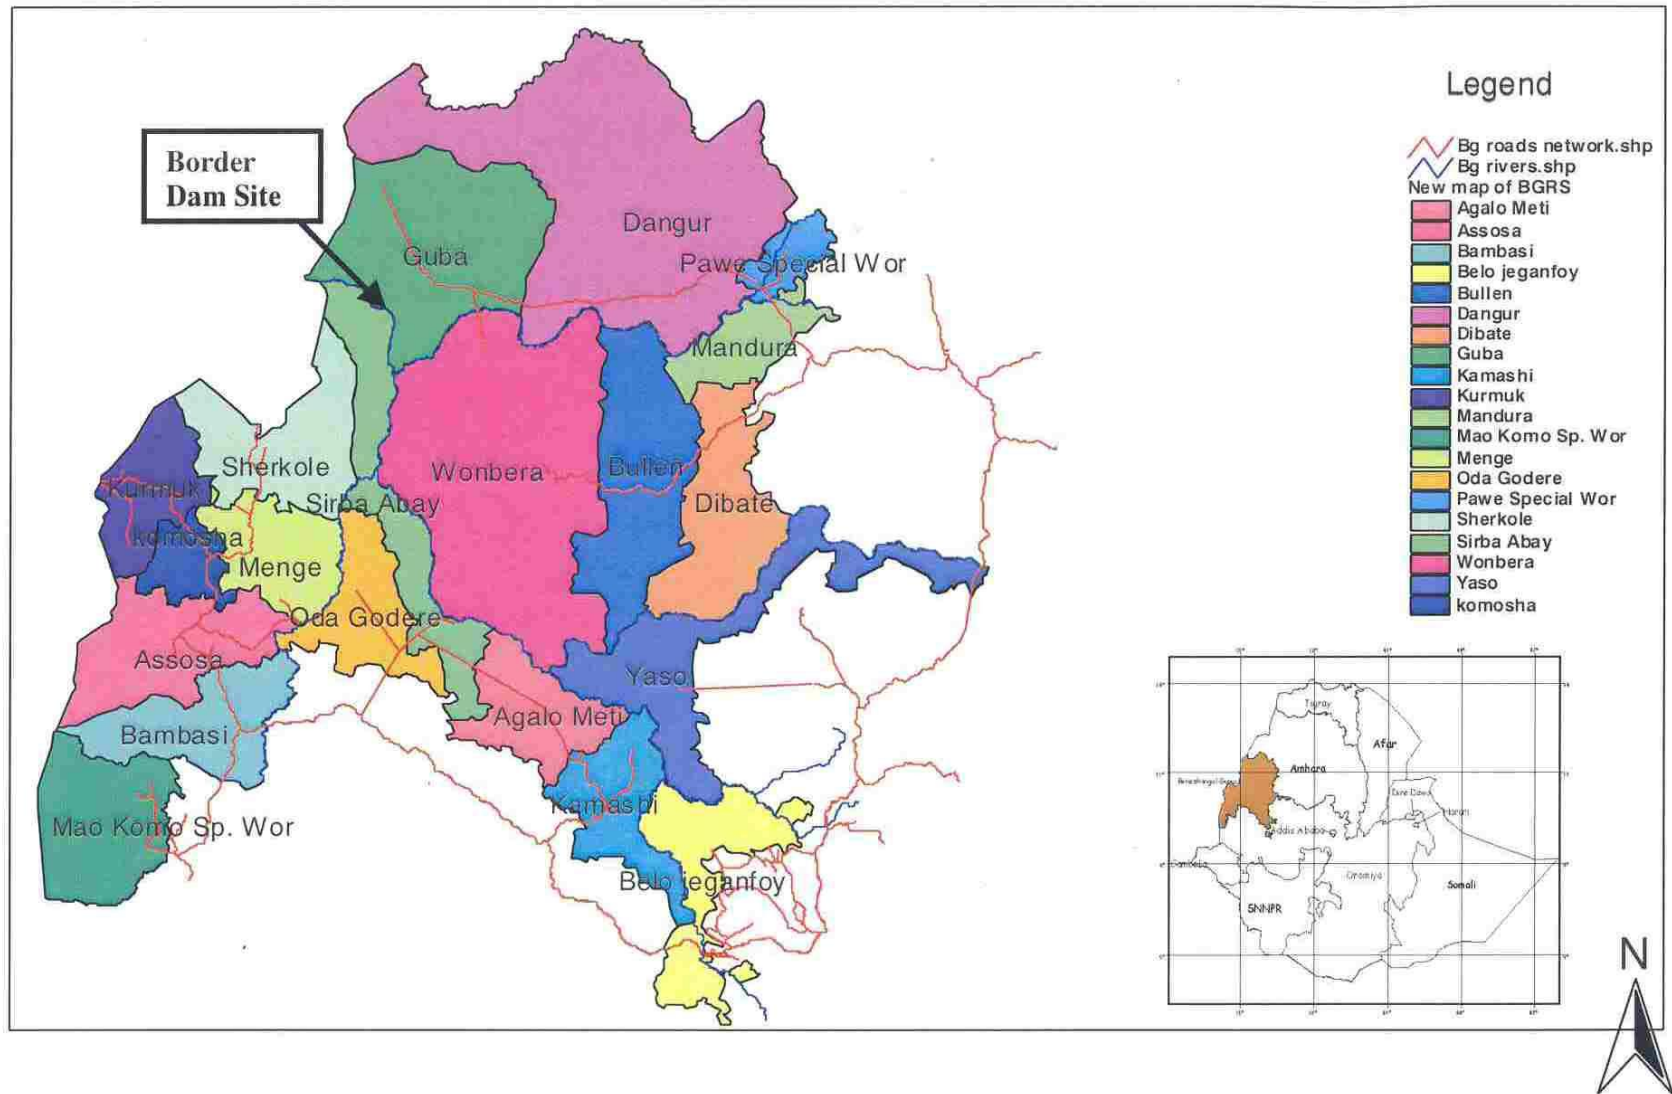 Legend
Border
Dam Site
Bg roads network.shp
Bg rivers.shp
New map of BGRS
Agalo Meti
Assosa
Bambasi
Belo jeganfoy
Bullen
Dangur
Dibate
Guba
Kamashi
Kurmuk
Mandura
Mao Komo Sp. Wor
Menge
Oda Godere
Pawe Special Wor
Sherkole
Sirba Abay
Wonbera
Yaso
komosha
Dangur
Guba
Pawe Special Wor
Mandura
Sherkole
Wonbera
Bullen
Kurmuk
Sirba Abay
Dibate
komosha
Menge
Oda Godere
Assosa
Yaso
Agalo Meti
Bambasi
Kamashi
Mao Komo Sp. Wor
Belo jeganfoy
Tigray
Afar
Amhara
Dire Dawa
Harari
Addis Ababa
Oromiya
Somali
SNNPR
N